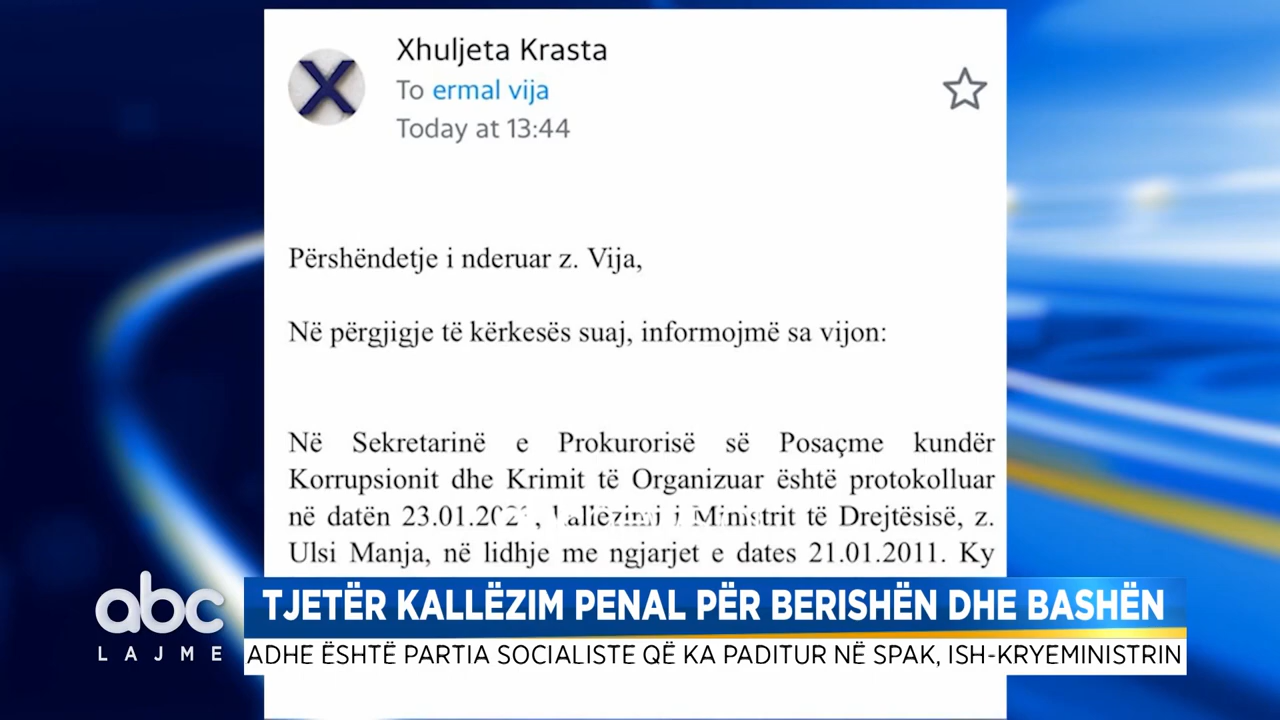 Xhuljeta Krasta
To ermal vija
Today at 13:44
Përshëndetje i nderuar z. Vija,
Në përgjigje të kërkesës suaj, informojmë sa vijon:
Në Sekretarinë e Prokurorisë së Posaçme kundër
Korrupsionit dhe Krimit të Organizuar është protokolluar
në datën kallëzimi i Ministrit të Drejtësisë, z.
Ulsi Manja, në lidhje me ngjarjet e dates 21.01.2011. Ky
TJETËR KALLËZIM PENAL PËR BERISHËN DHE BASHËN
ADHE ËSHTË PARTIA SOCIALISTE QË KA PADITUR NË SPAK, ISH-KRYEMINISTRIN
abc
LAJME